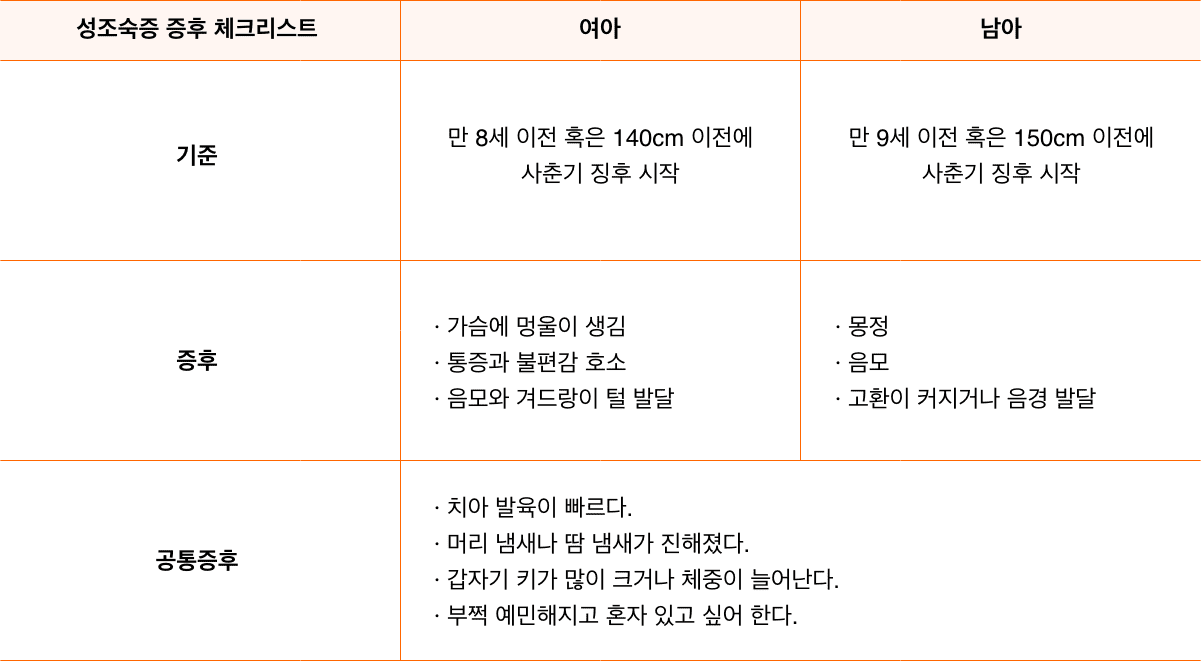 성조숙증 증후 체크리스트 여아 남아
기준
만 8세 이전 혹은 140cm 이전에
사춘기 징후 시작
만 9세 이전 혹은 150cm 이전에
사춘기 징후 시작
증후
· 가슴에 멍울이 생김
· 통증과 불편감 호소
· 음모와 겨드랑이 털 발달
· 몽정
· 음모
· 고환이 커지거나 음경 발달
공통증후
· 치아 발육이 빠르다.
· 머리 냄새나 땀 냄새가 진해졌다.
· 갑자기 키가 많이 크거나 체중이 늘어난다.
· 부쩍 예민해지고 혼자 있고 싶어 한다.